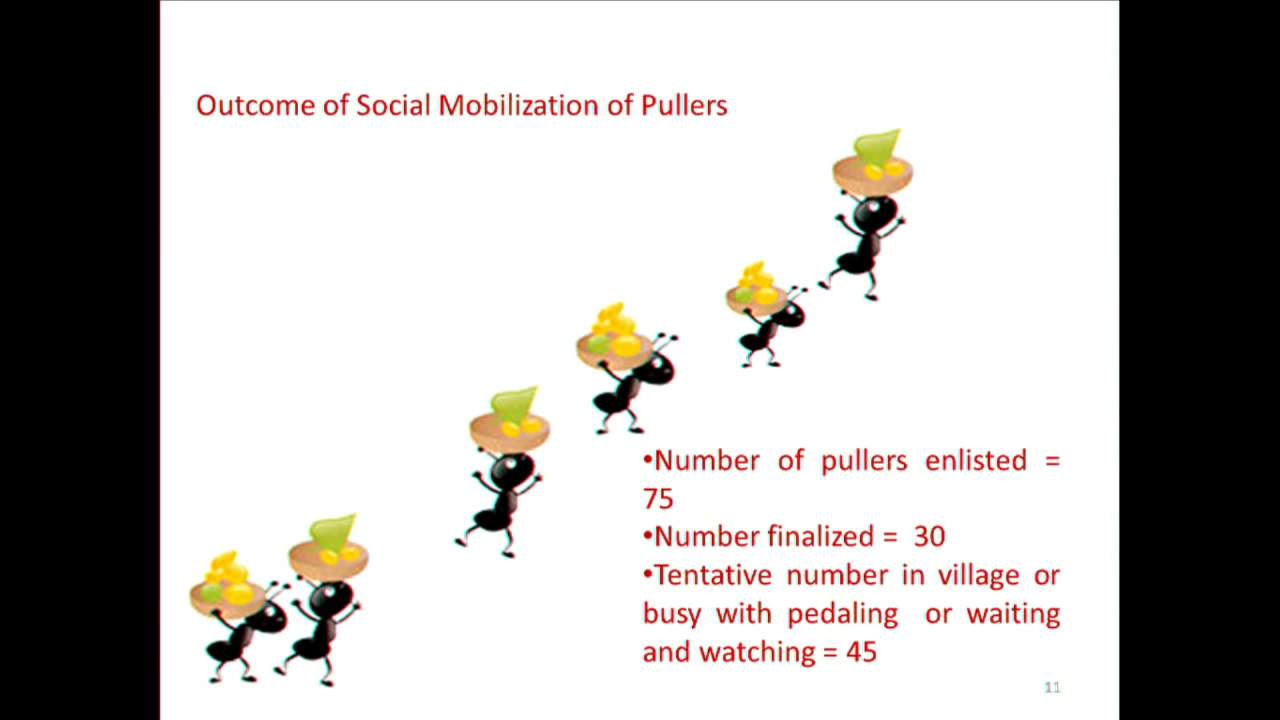 Outcome of Social Mobilization of Pullers
•Number of pullers enlisted =
75
•Number finalized = 30
•Tentative number in village or
busy with pedaling or waiting
and watching = 45
11